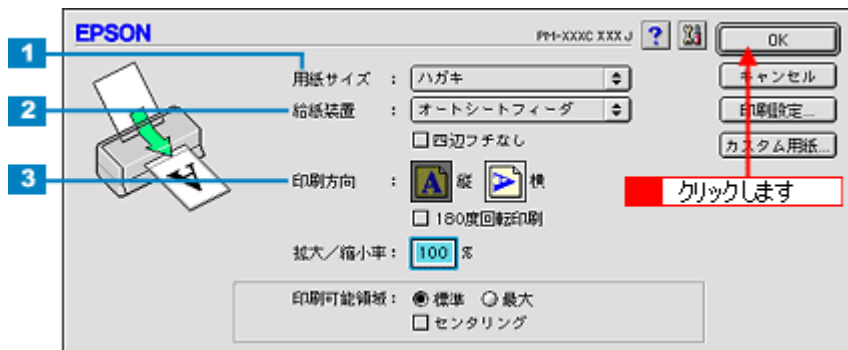 EPSON PM-XXXC XXX J ? OK
1 用紙サイズ : ハガキ キャンセル
2 給紙装置 : オートシートフィーダ 印刷設定...
四辺フチなし カスタム用紙...
3 印刷方向 : A 縦 A 横 クリックします
180度回転印刷
拡大/縮小率: 100 %
印刷可能領域: 標準 最大
センタリング
A